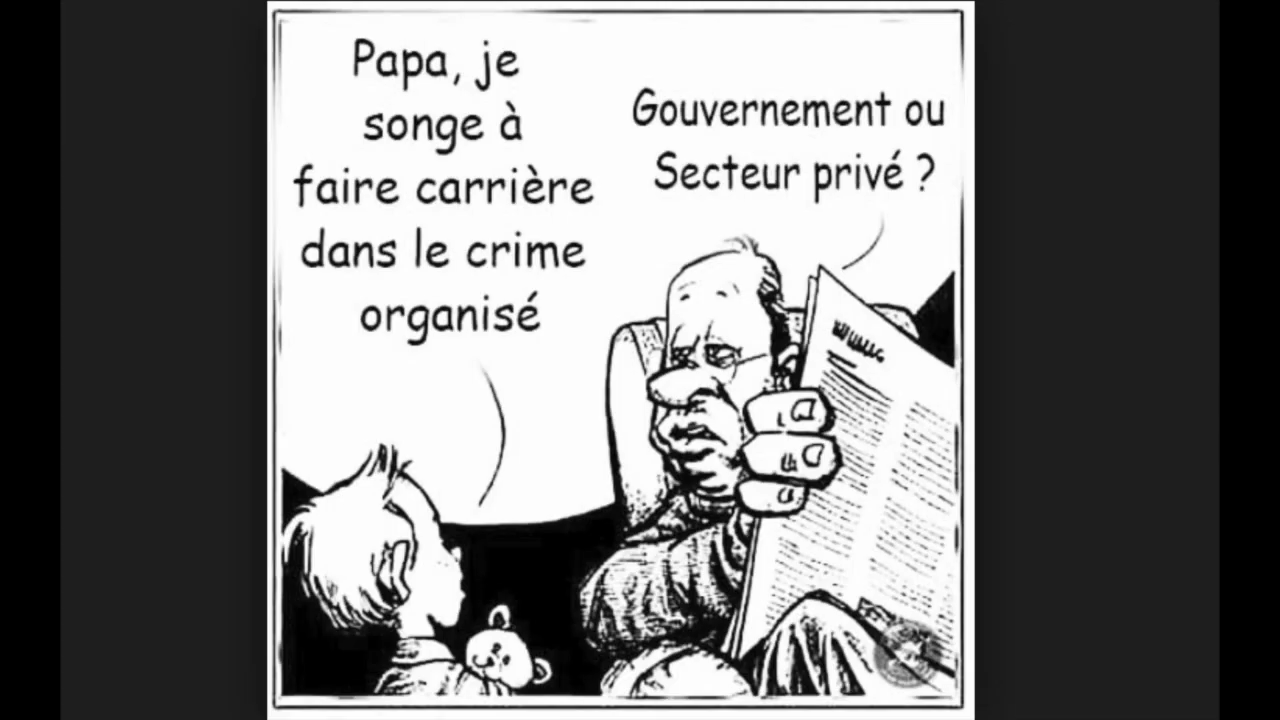 Papa, je
songe à
faire carrière
dans le crime
organisé
Gouvernement ou
Secteur privé ?